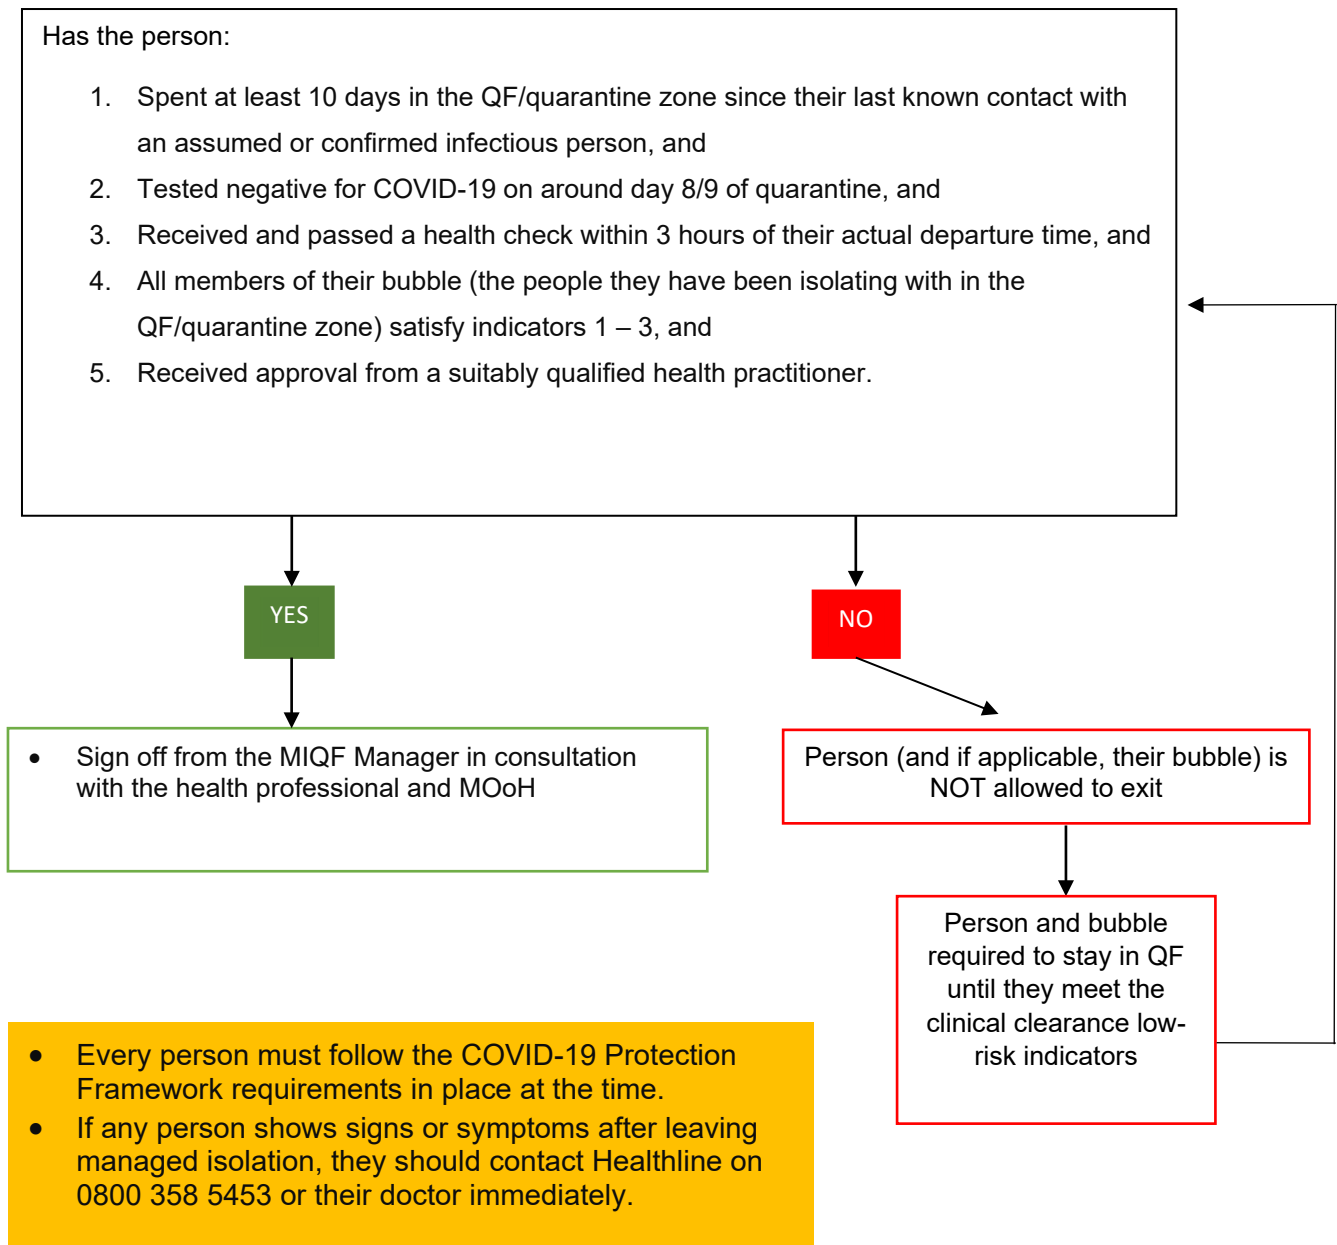 Has the person:
1. Spent at least 10 days in the QF/quarantine zone since their last known contact with
an assumed or confirmed infectious person, and
2. Tested negative for COVID-19 on around day 8/9 of quarantine, and
3. Received and passed a health check within 3 hours of their actual departure time, and
4. All members of their bubble (the people they have been isolating with in the
QF/quarantine zone) satisfy indicators 1 – 3, and
5. Received approval from a suitably qualified health practitioner.
YES
NO
• Sign off from the MIQF Manager in consultation
with the health professional and MOoH
Person (and if applicable, their bubble) is
NOT allowed to exit
Person and bubble
required to stay in QF
until they meet the
clinical clearance low-
risk indicators
• Every person must follow the COVID-19 Protection
Framework requirements in place at the time.
• If any person shows signs or symptoms after leaving
managed isolation, they should contact Healthline on
0800 358 5453 or their doctor immediately.